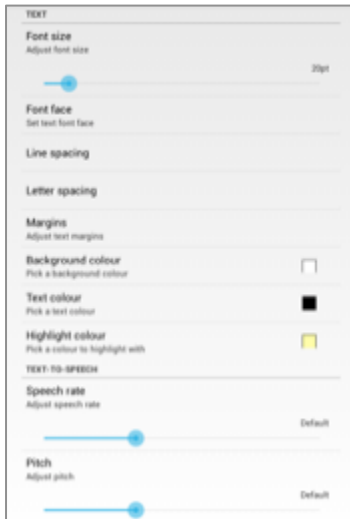 TEXT
Font size
Adjust font size
20pt
Font face
Set text font face
Line spacing
Letter spacing
Margins
Adjust text margins
Background colour
Pick a background colour
Text colour
Pick a text colour
Highlight colour
Pick a colour to highlight with
TEXT-TO-SPEECH
Speech rate
Adjust speech rate
Default
Pitch
Adjust pitch
Default